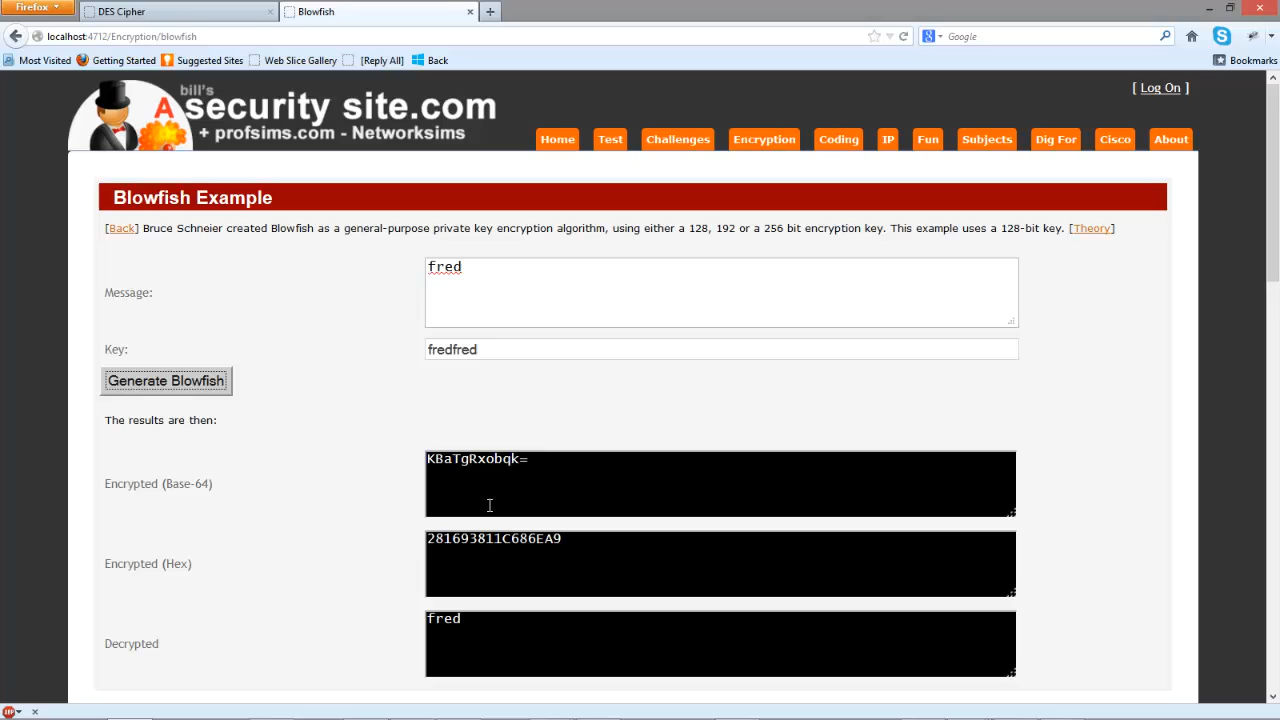 Firefox
DES Cipher
Blowfish
localhost:4712/Encryption/blowfish
Google
Most Visited
Getting Started
Suggested Sites
Web Slice Gallery
[Reply All]
Back
Bookmarks
bill's
Asecurity site.com
+ profsims.com - Networksims
[ Log On ]
Home
Test
Challenges
Encryption
Coding
IP
Fun
Subjects
Dig For
Cisco
About
Blowfish Example
[Back] Bruce Schneier created Blowfish as a general-purpose private key encryption algorithm, using either a 128, 192 or a 256 bit encryption key. This example uses a 128-bit key. [Theory]
Message:
fred
Key:
fredfred
Generate Blowfish
The results are then:
Encrypted (Base-64)
KBaTgRxobqk=
Encrypted (Hex)
281693811C686EA9
Decrypted
fred